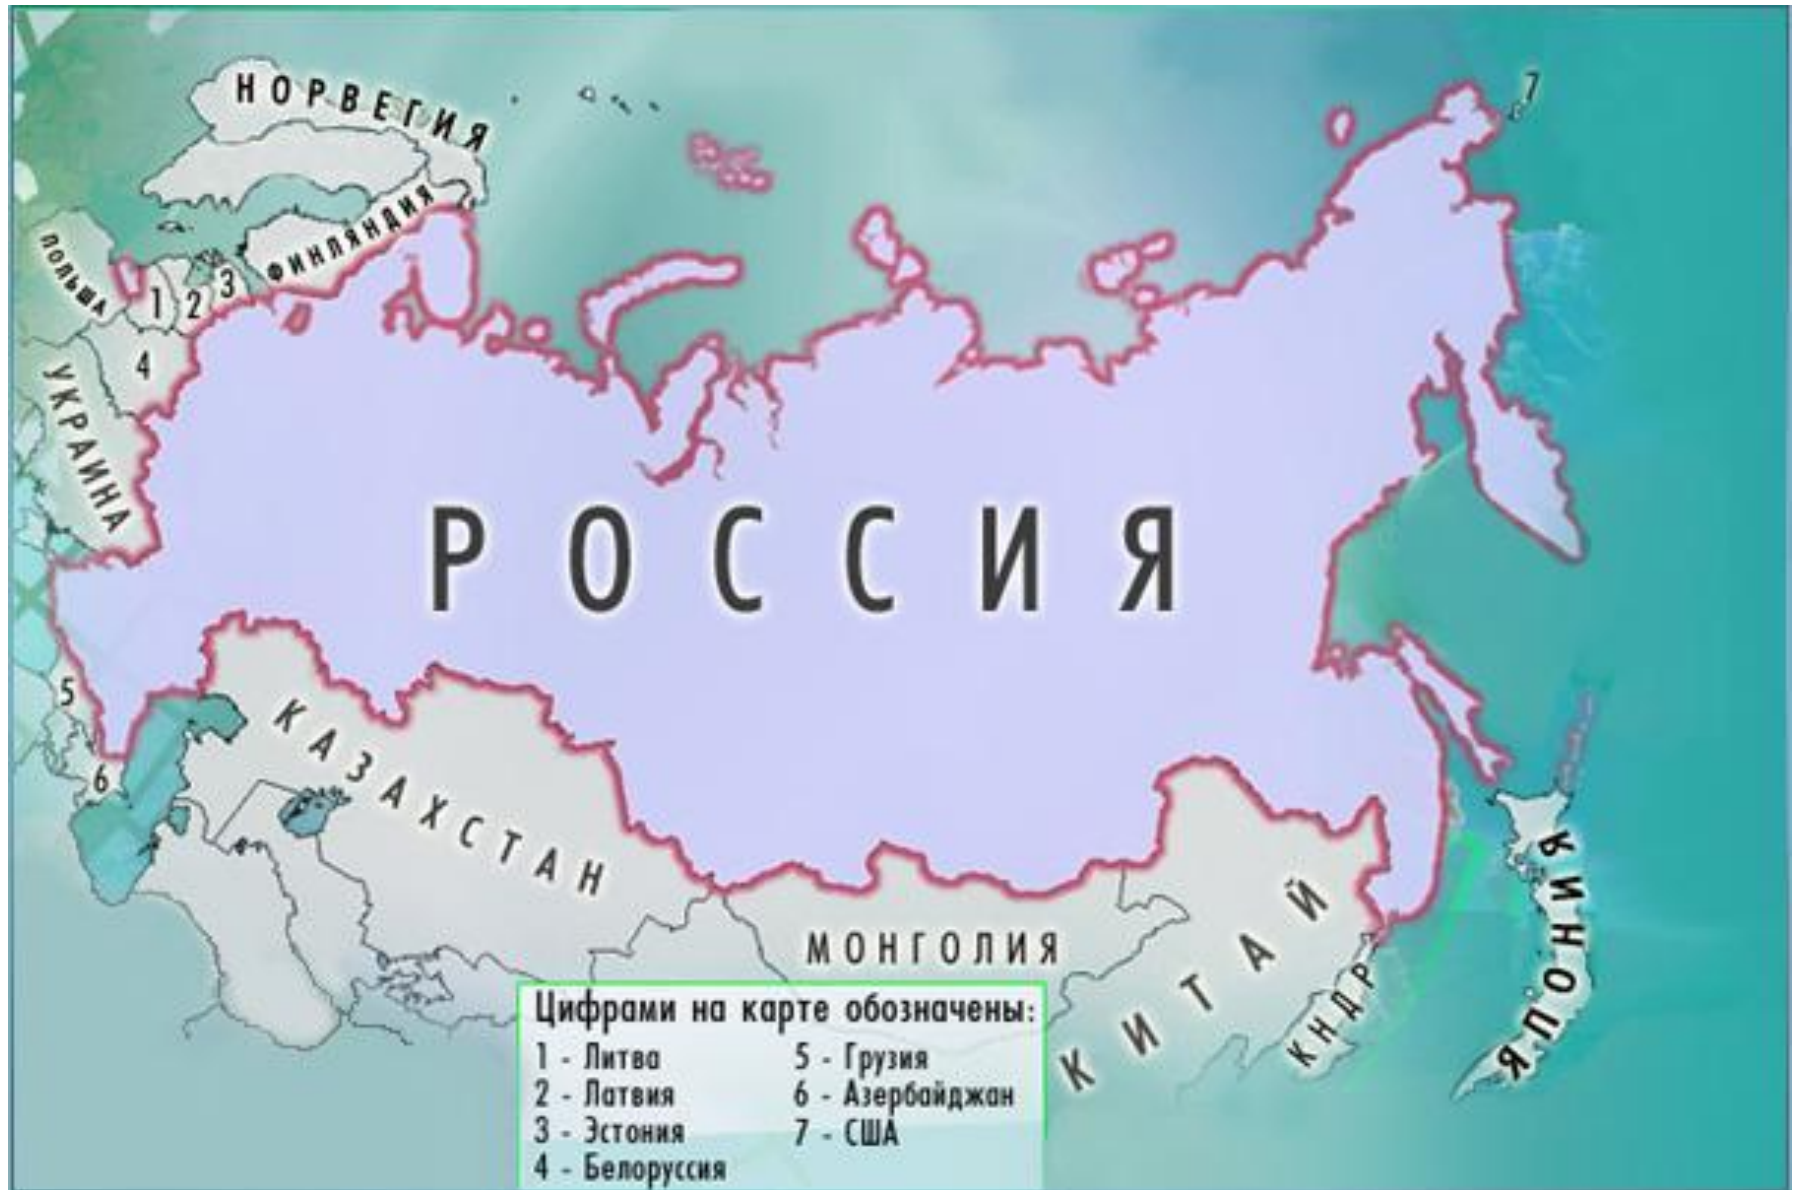 НОРВЕГИЯ
7
ФИНЛЯНДИЯ
ПОЛЬША
1
2
3
4
УКРАИНА
РОССИЯ
5
6
КАЗАХСТАН
МОНГОЛИЯ
КИТАЙ
КНДР
ЯПОНИЯ
Цифрами на карте обозначены:
1 - Литва
2 - Латвия
3 - Эстония
4 - Белоруссия
5 - Грузия
6 - Азербайджан
7 - США